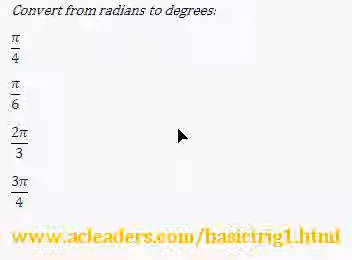 Convert from radians to degrees:
π/4
π/6
2π/3
3π/4
www.acleaders.com/basictrig1.html